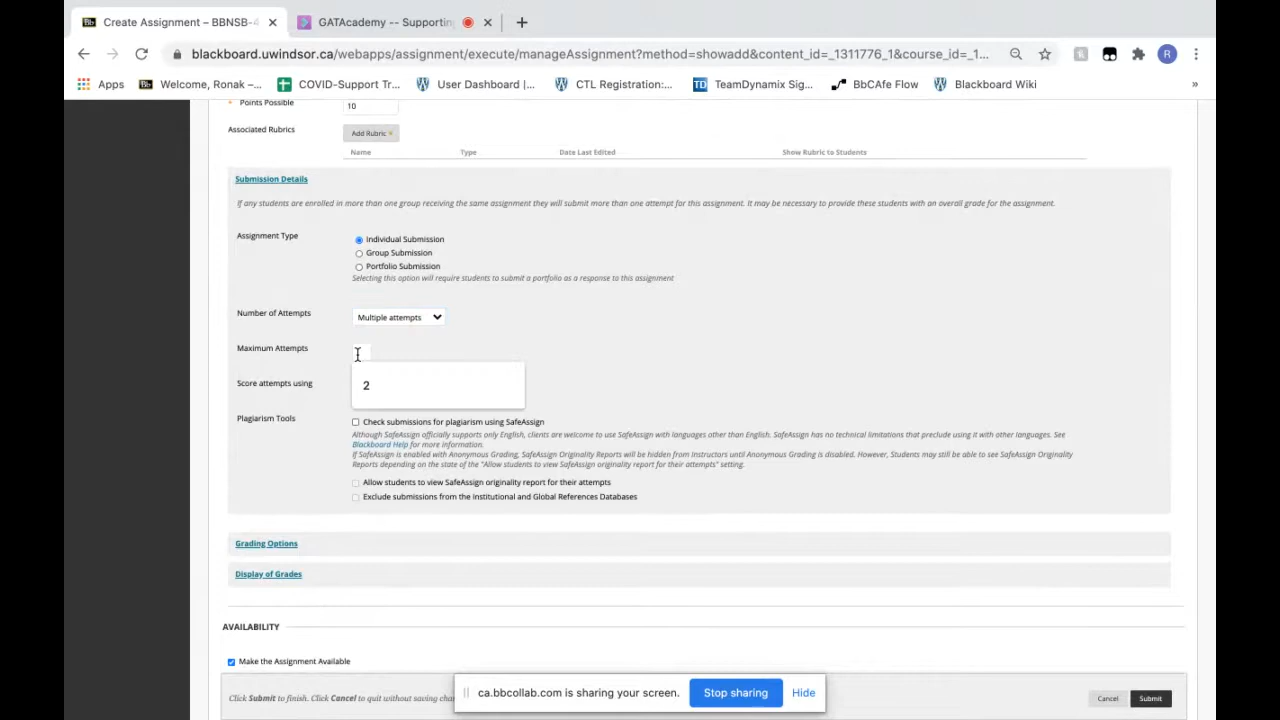 Create Assignment – BBNSB-4
GATAcademy -- Supporting
blackboard.uwindsor.ca/webapps/assignment/execute/manageAssignment?method=showadd&content_id=_1311776_1&course_id=_1...
R
Apps
Welcome, Ronak –...
COVID-Support Tr...
User Dashboard |...
CTL Registration:...
TeamDynamix Sig...
BbCAfe Flow
Blackboard Wiki
»
* Points Possible
10
Associated Rubrics
Add Rubric
Name Type Date Last Edited Show Rubric to Students
Submission Details
If any students are enrolled in more than one group receiving the same assignment they will submit more than one attempt for this assignment. It may be necessary to provide these students with an overall grade for the assignment.
Assignment Type
Individual Submission
Group Submission
Portfolio Submission
Selecting this option will require students to submit a portfolio as a response to this assignment
Number of Attempts
Multiple attempts
Maximum Attempts
2
Score attempts using
Plagiarism Tools
Check submissions for plagiarism using SafeAssign
Although SafeAssign officially supports only English, clients are welcome to use SafeAssign with languages other than English. SafeAssign has no technical limitations that preclude using it with other languages. See
Blackboard Help for more information.
If SafeAssign is enabled with Anonymous Grading, SafeAssign Originality Reports will be hidden from Instructors until Anonymous Grading is disabled. However, Students may still be able to see SafeAssign Originality
Reports depending on the state of the "Allow students to view SafeAssign originality report for their attempts" setting.
Allow students to view SafeAssign originality report for their attempts
Exclude submissions from the Institutional and Global References Databases
Grading Options
Display of Grades
AVAILABILITY
Make the Assignment Available
Click Submit to finish. Click Cancel to quit without saving chan
ca.bbcollab.com is sharing your screen.
Stop sharing
Hide
Cancel
Submit